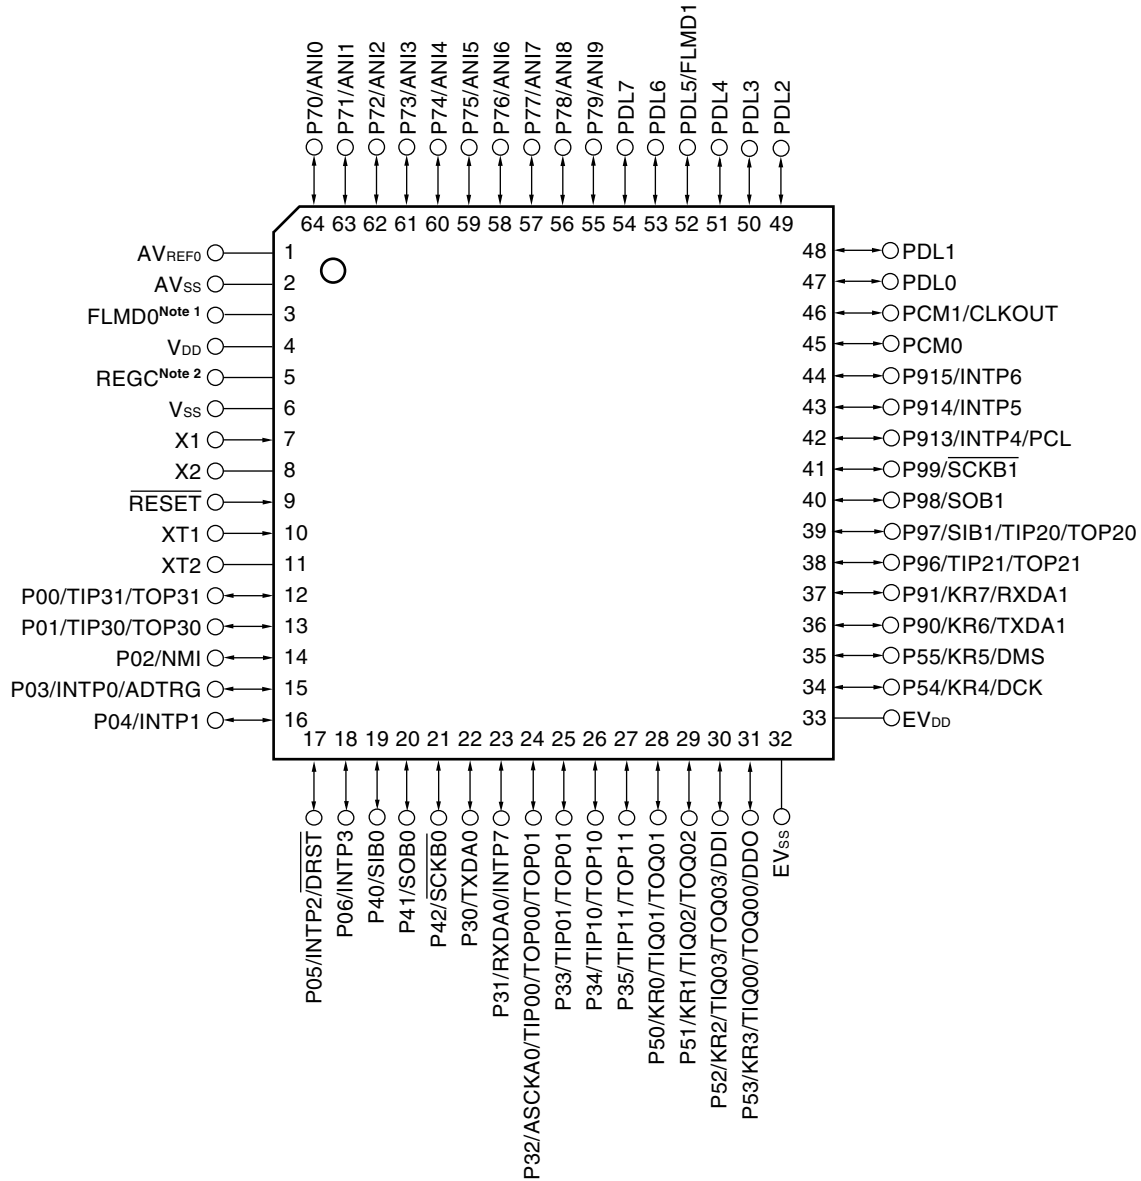 P70/ANI0
P71/ANI1
P72/ANI2
P73/ANI3
P74/ANI4
P75/ANI5
P76/ANI6
P77/ANI7
P78/ANI8
P79/ANI9
PDL7
PDL6
PDL5/FLMD1
PDL4
PDL3
PDL2
64 63 62 61 60 59 58 57 56 55 54 53 52 51 50 49
AVREF0 1
AVSS 2
FLMD0Note 1 3
VDD 4
REGCNote 2 5
VSS 6
X1 7
X2 8
RESET 9
XT1 10
XT2 11
P00/TIP31/TOP31 12
P01/TIP30/TOP30 13
P02/NMI 14
P03/INTP0/ADTRG 15
P04/INTP1 16
48 PDL1
47 PDL0
46 PCM1/CLKOUT
45 PCM0
44 P915/INTP6
43 P914/INTP5
42 P913/INTP4/PCL
41 P99/SCKB1
40 P98/SOB1
39 P97/SIB1/TIP20/TOP20
38 P96/TIP21/TOP21
37 P91/KR7/RXDA1
36 P90/KR6/TXDA1
35 P55/KR5/DMS
34 P54/KR4/DCK
33 EVDD
17 18 19 20 21 22 23 24 25 26 27 28 29 30 31 32
P05/INTP2/DRST
P06/INTP3
P40/SIB0
P41/SOB0
P42/SCKB0
P30/TXDA0
P31/RXDA0/INTP7
P32/ASCKA0/TIP00/TOP00/TOP01
P33/TIP01/TOP01
P34/TIP10/TOP10
P35/TIP11/TOP11
P50/KR0/TIQ01/TOQ01
P51/KR1/TIQ02/TOQ02
P52/KR2/TIQ03/TOQ03/DDI
P53/KR3/TIQ00/TOQ00/DDO
EVSS